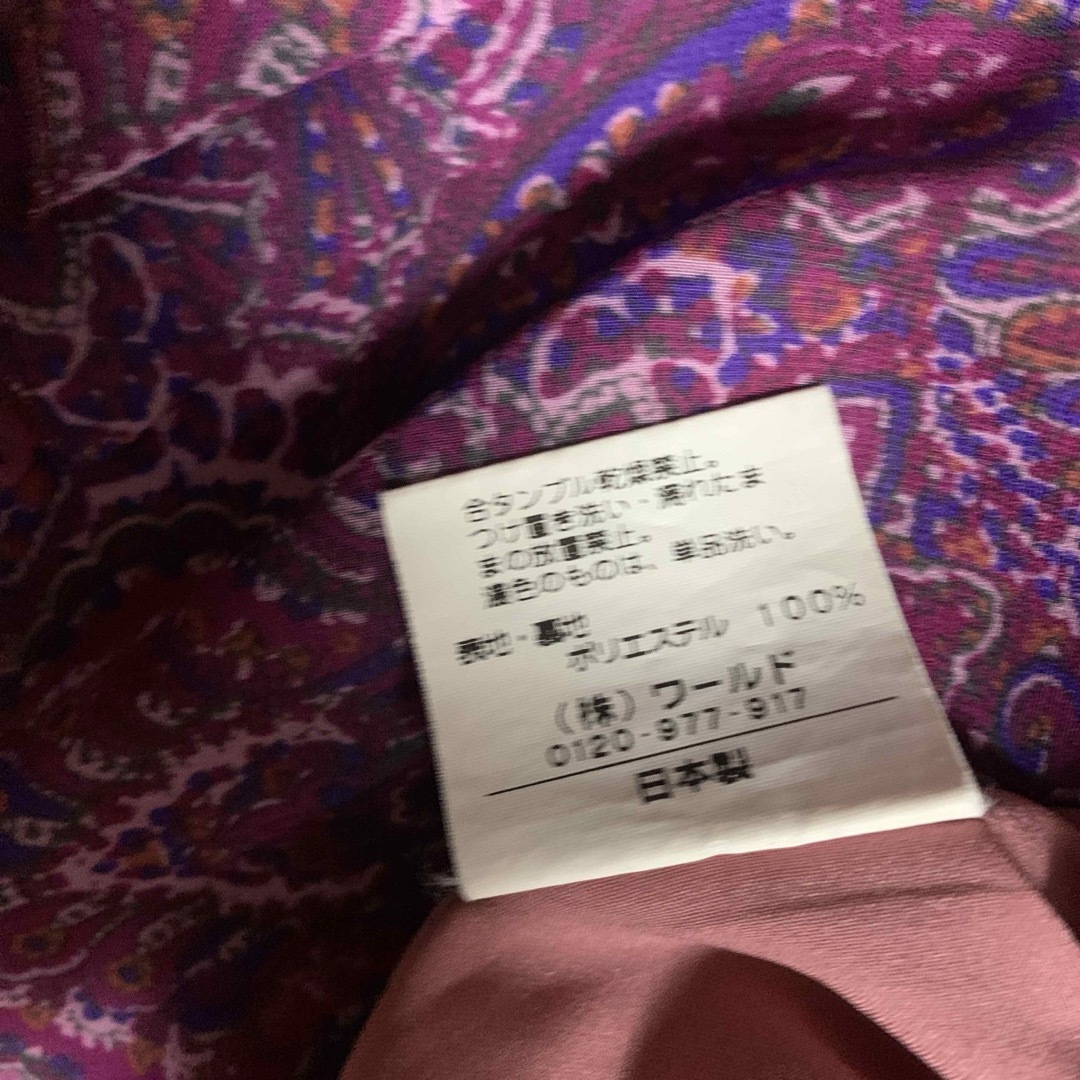 合タンブル乾燥禁止。
つけ置き洗い・濡れたま
まの放置禁止。
濃色のものは、単品洗い。
表地・裏地
ポリエステル 100%
(株) ワールド
0120-977-917
日本製